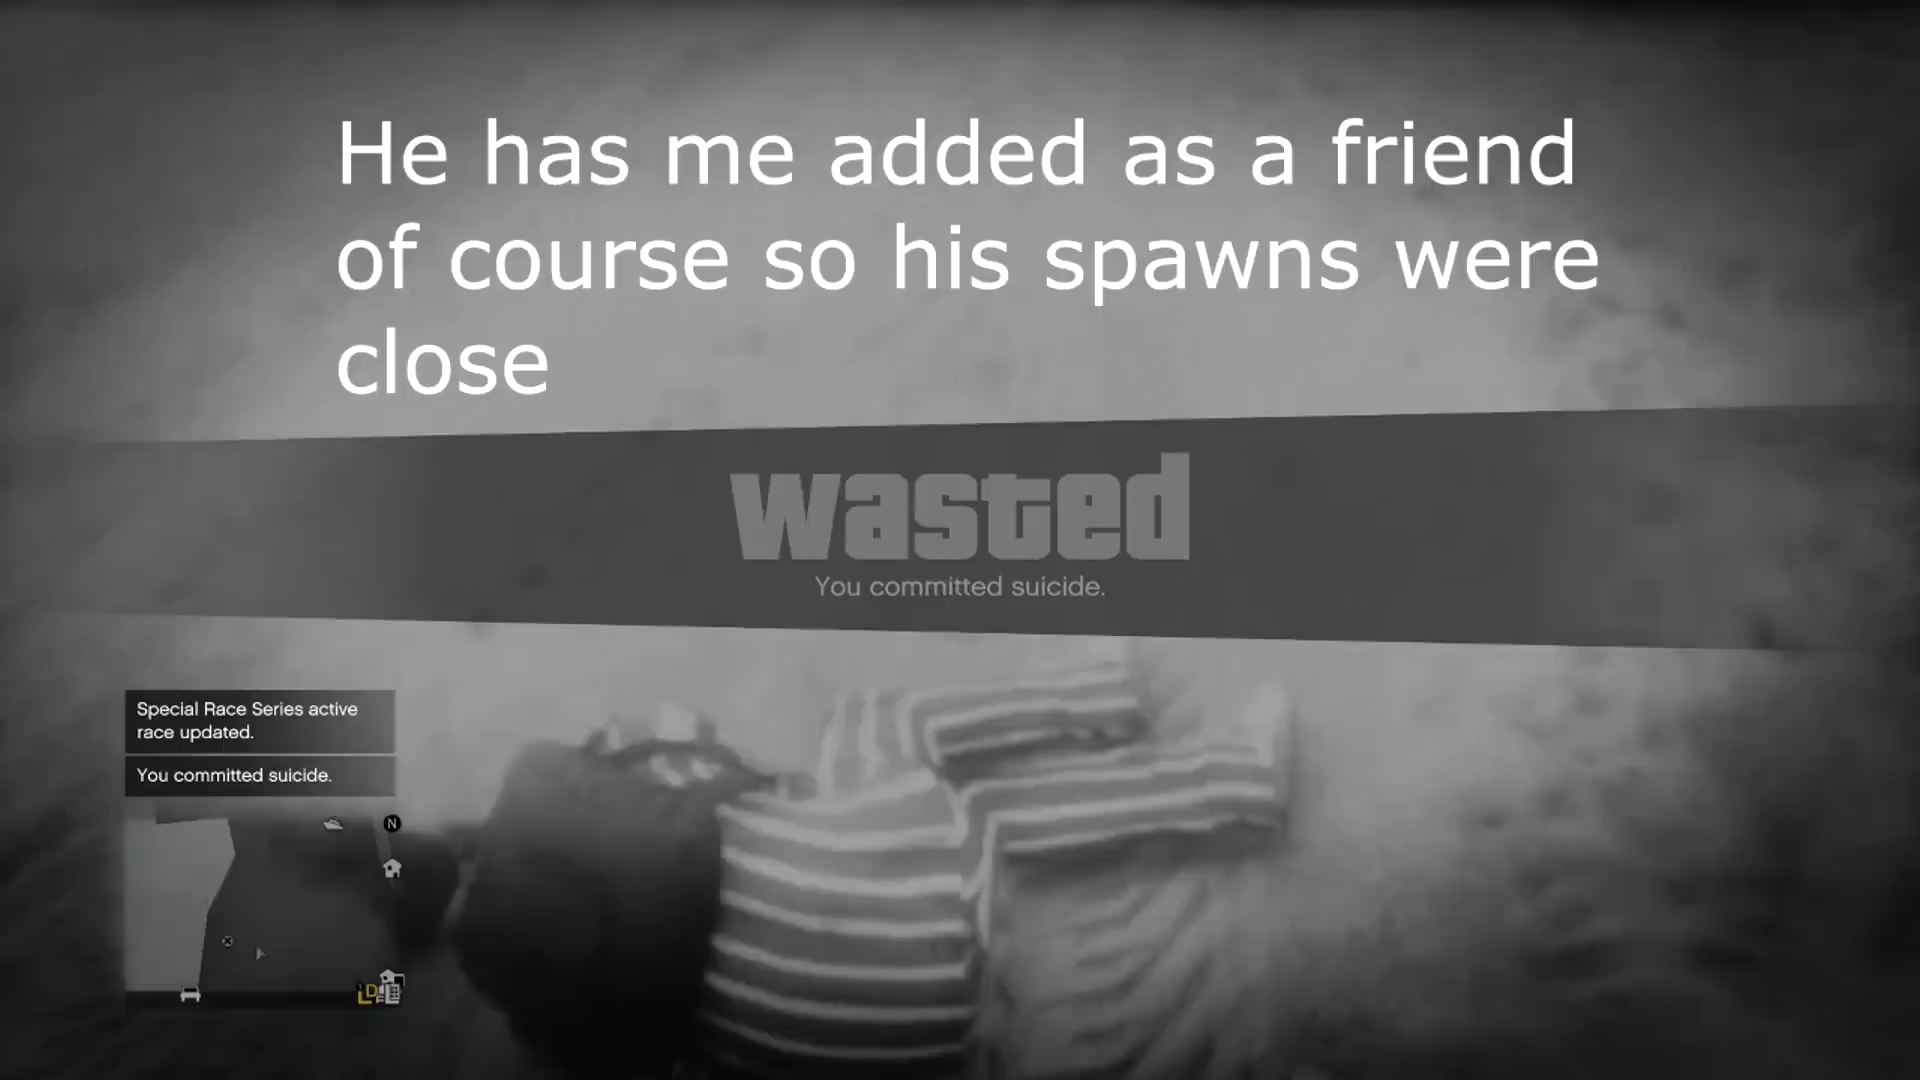 He has me added as a friend
of course so his spawns were
close
wasted
You committed suicide.
Special Race Series active
race updated.
You committed suicide.
N